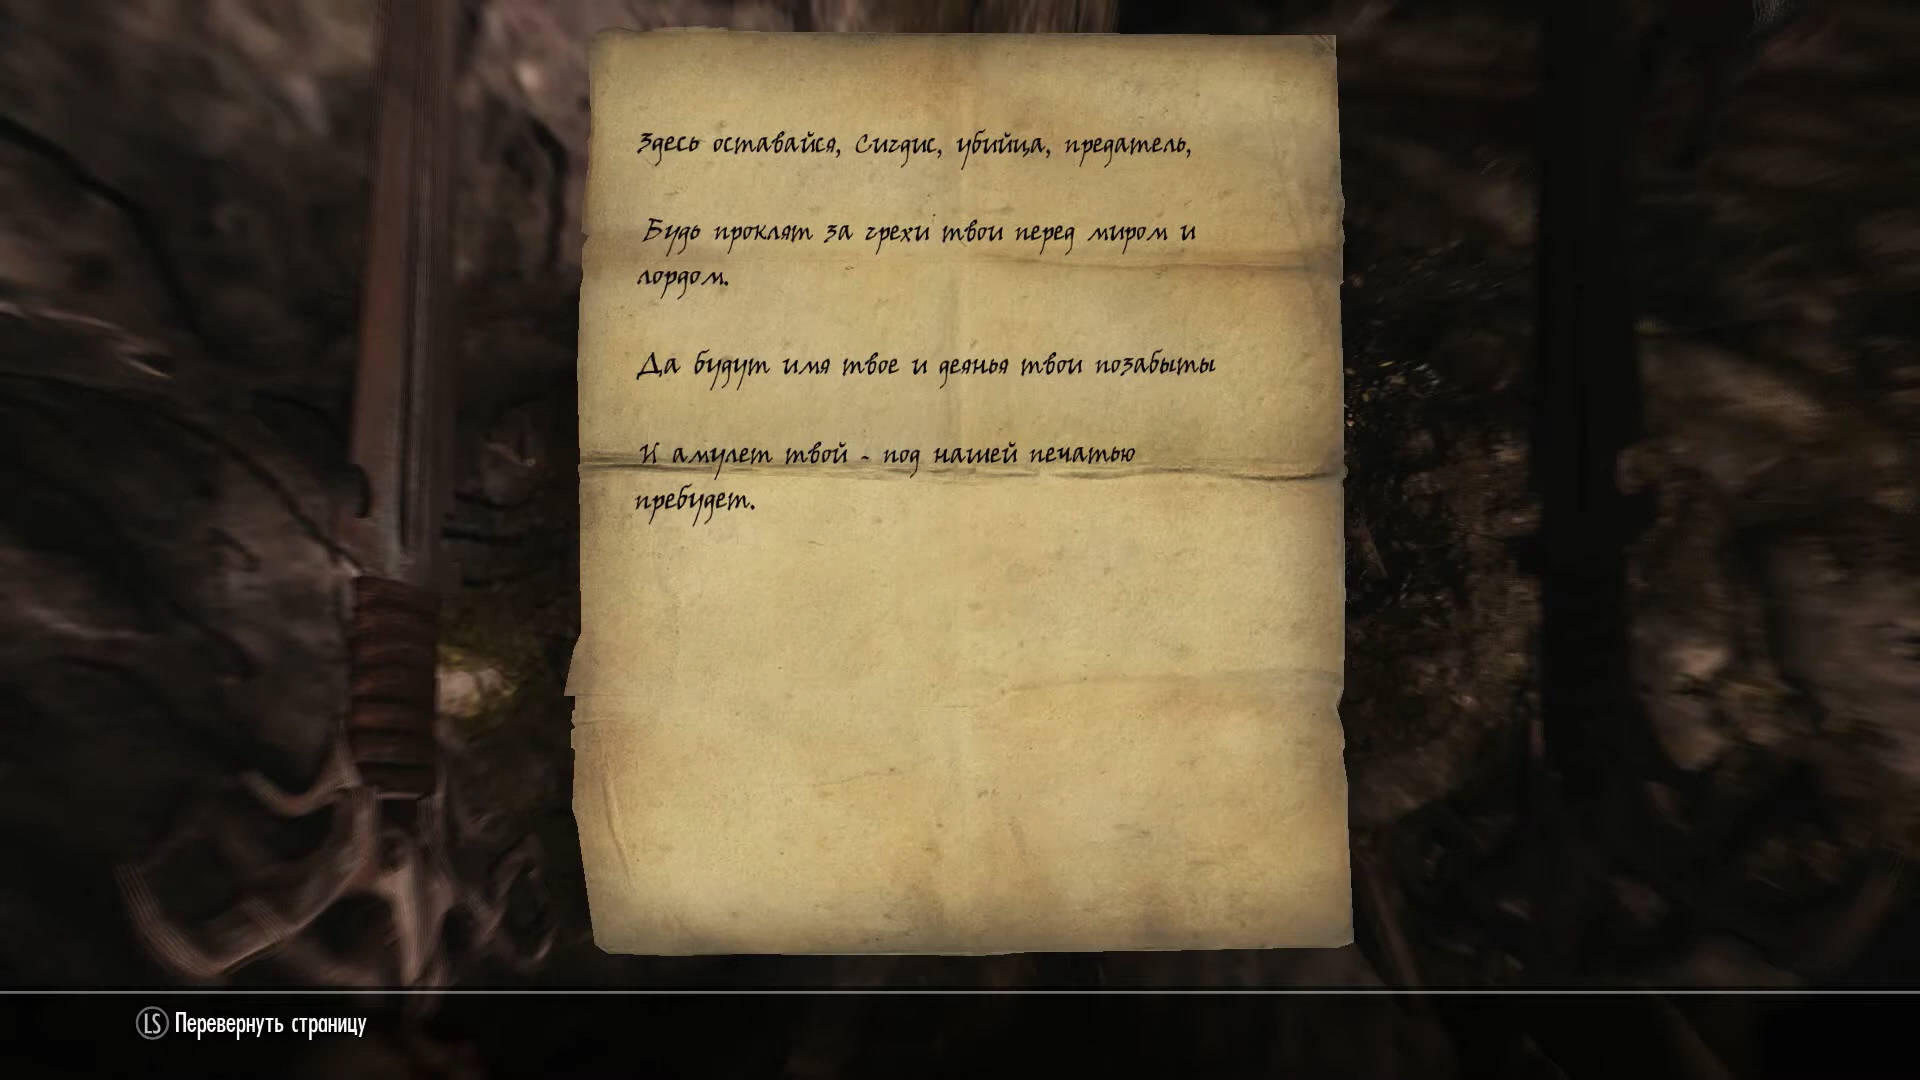 Здесь оставайся, Сигдис, убийца, предатель,
Будь проклят за грехи твои перед миром и
лордом.
Да будут имя твое и деянья твои позабыты
И амулет твой - под нашей печатью
пребудет.
LS Перевернуть страницу